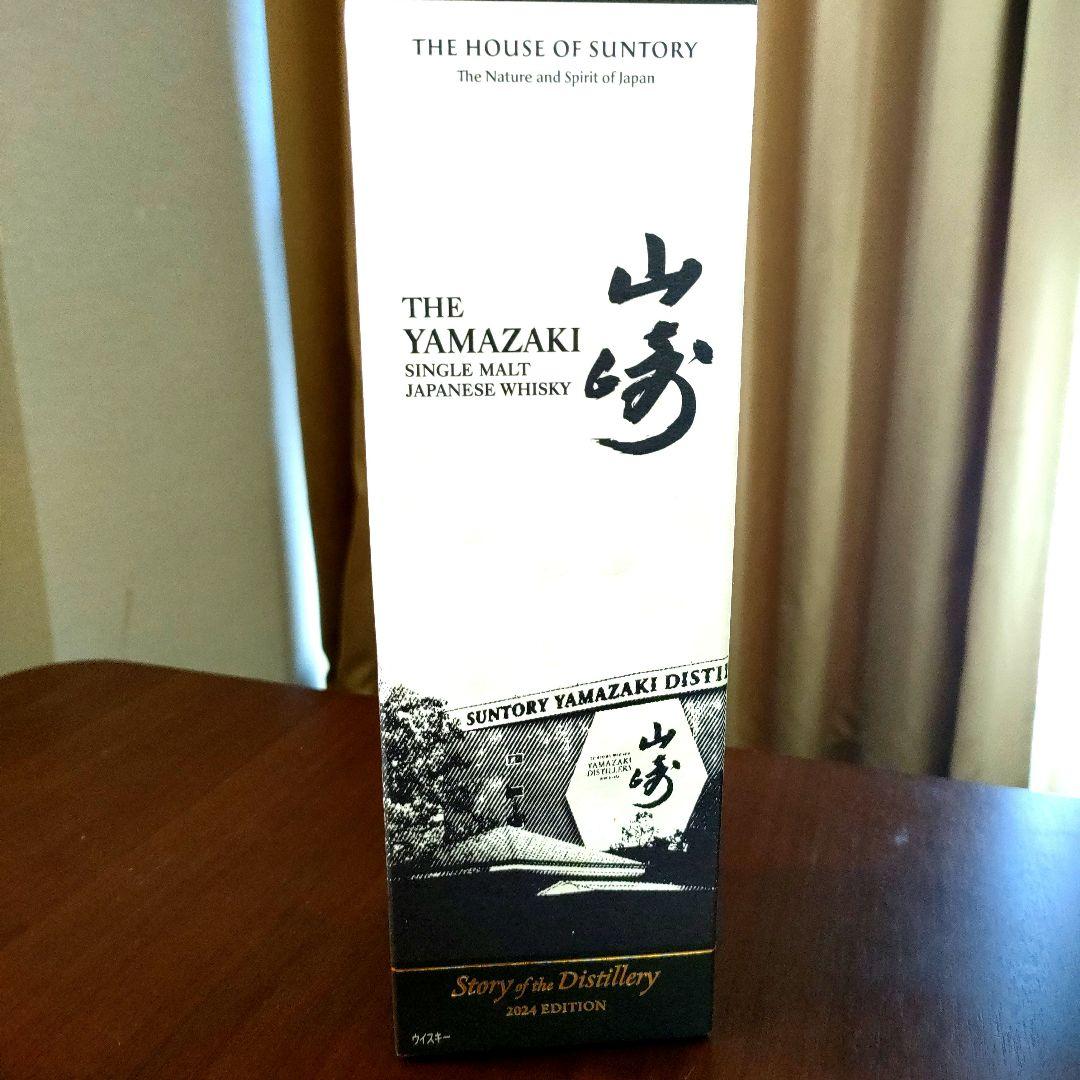 THE HOUSE OF SUNTORY
The Nature and Spirit of Japan
山崎
THE
YAMAZAKI
SINGLE MALT
JAPANESE WHISKY
SUNTORY YAMAZAKI DISTI
山崎
YAMAZAKI
DISTILLERY
Story of the Distillery
2024 EDITION
ウイスキー